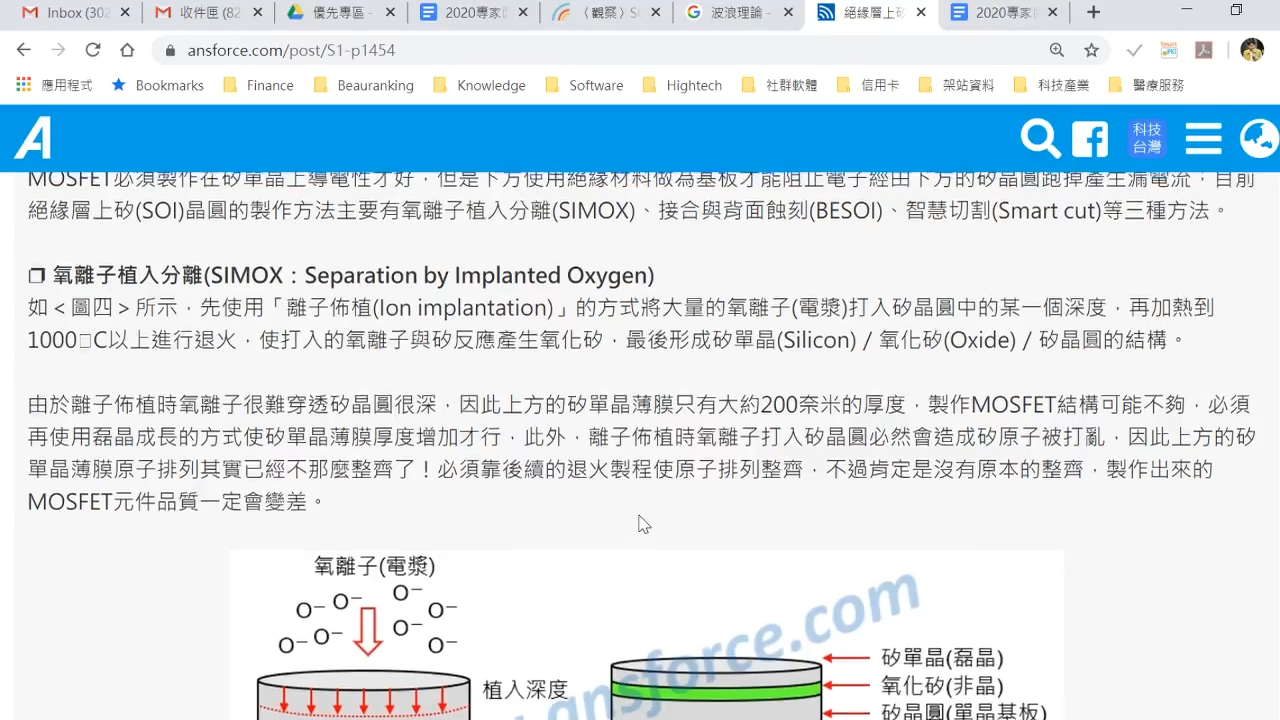 Inbox (302
收件匣 (82
優先專區 -
2020專家
〈觀察〉S
波浪理論 -
絕緣層上矽
2020專家
ansforce.com/post/S1-p1454
應用程式
Bookmarks
Finance
Beauranking
Knowledge
Software
Hightech
社群軟體
信用卡
架站資料
科技產業
醫療服務
A
科技
台灣
MOSFET必須製作在矽單晶上導電性才好，但是下方使用絕緣材料做為基板才能阻止電子經由下方的矽晶圓跑掉產生漏電流，目前
絕緣層上矽(SOI)晶圓的製作方法主要有氧離子植入分離(SIMOX)、接合與背面蝕刻(BESOI)、智慧切割(Smart cut)等三種方法。
❒ 氧離子植入分離(SIMOX：Separation by Implanted Oxygen)
如＜圖四＞所示，先使用「離子佈植(Ion implantation)」的方式將大量的氧離子(電漿)打入矽晶圓中的某一個深度，再加熱到
1000□C以上進行退火，使打入的氧離子與矽反應產生氧化矽，最後形成矽單晶(Silicon) / 氧化矽(Oxide) / 矽晶圓的結構。
由於離子佈植時氧離子很難穿透矽晶圓很深，因此上方的矽單晶薄膜只有大約200奈米的厚度，製作MOSFET結構可能不夠，必須
再使用磊晶成長的方式使矽單晶薄膜厚度增加才行，此外，離子佈植時氧離子打入矽晶圓必然會造成矽原子被打亂，因此上方的矽
單晶薄膜原子排列其實已經不那麼整齊了！必須靠後續的退火製程使原子排列整齊，不過肯定是沒有原本的整齊，製作出來的
MOSFET元件品質一定會變差。
氧離子(電漿)
O⁻ O⁻ O⁻ O⁻
O⁻ O⁻ O⁻ O⁻
植入深度
ansforce.com
矽單晶(磊晶)
氧化矽(非晶)
矽晶圓(單晶基板)